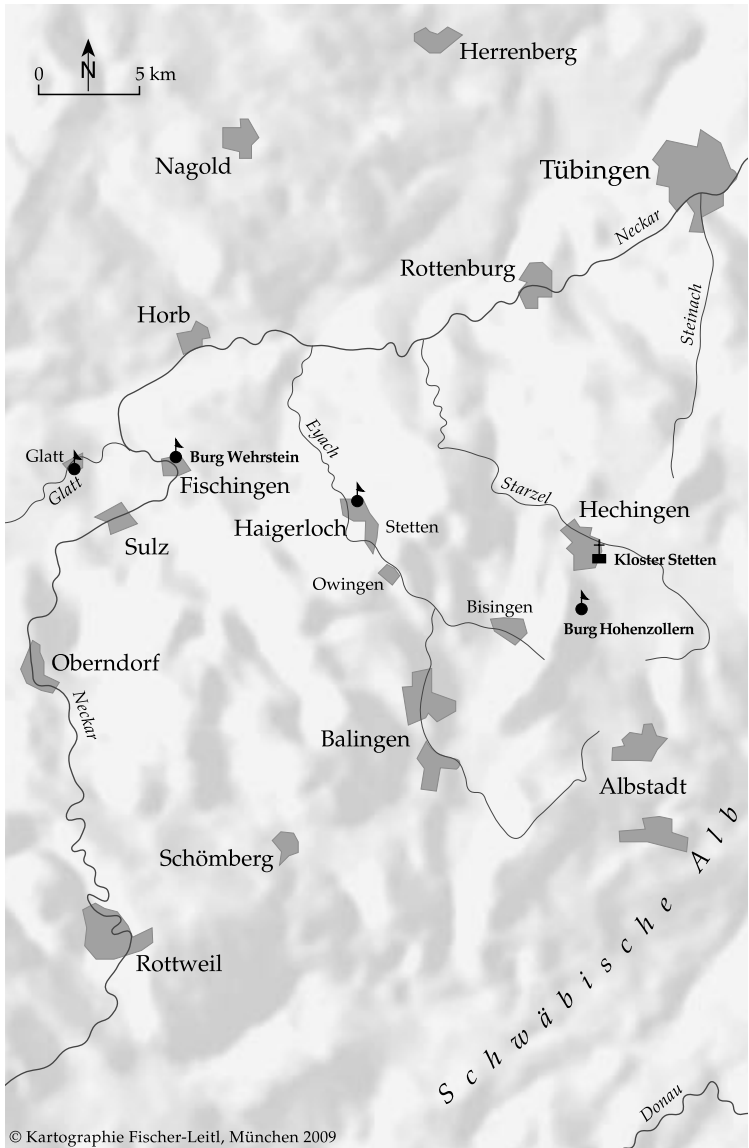 Herrenberg
0 N 5 km
Nagold
Tübingen
Neckar
Rottenburg
Steinach
Horb
Eyach
Glatt
Burg Wehrstein
Glatt
Fischingen
Starzel
Hechingen
Haigerloch
Stetten
Sulz
Kloster Stetten
Owingen
Bisingen
Burg Hohenzollern
Oberndorf
Neckar
Balingen
Albstadt
Schömberg
Schwäbische Alb
Rottweil
Donau
© Kartographie Fischer-Leitl, München 2009